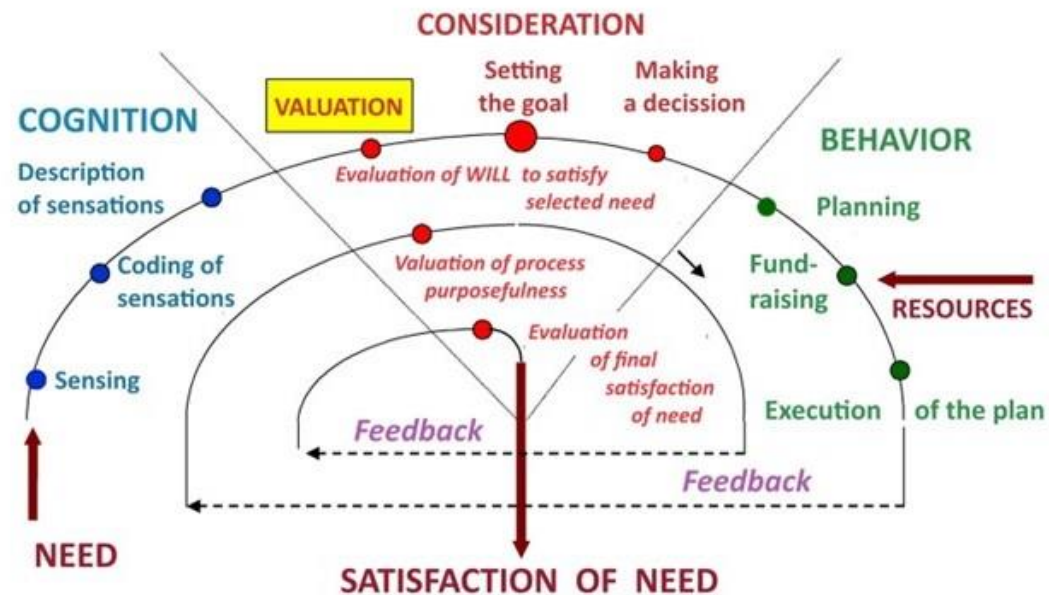 CONSIDERATION
COGNITION
VALUATION
Setting
the goal
Making
a decission
BEHAVIOR
Description
of sensations
Evaluation of WILL to satisfy
selected need
Planning
Coding of
sensations
Valuation of process
purposefulness
Fund-
raising
RESOURCES
Sensing
Evaluation
of final
satisfaction
of need
Execution of the plan
Feedback
Feedback
NEED
SATISFACTION OF NEED